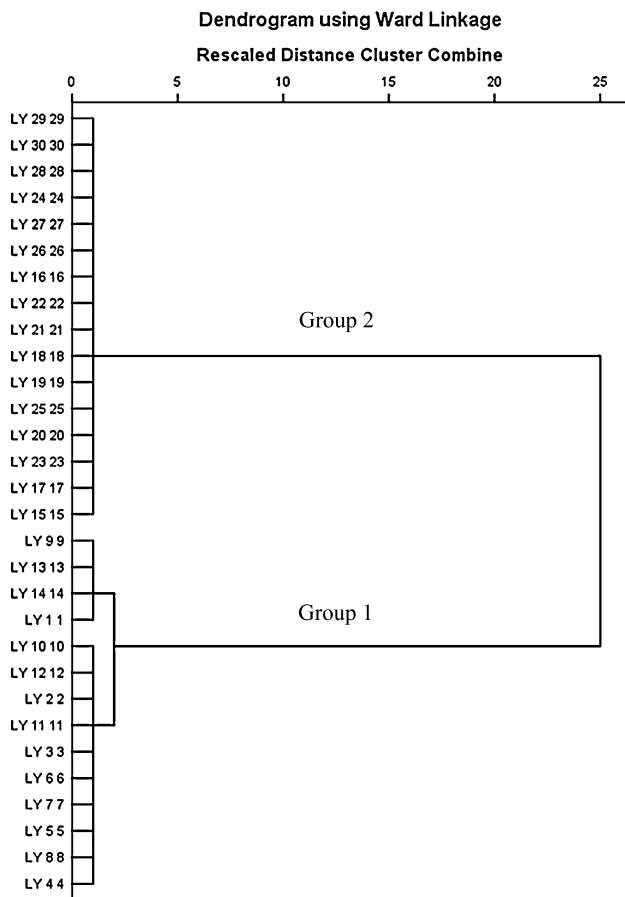 Dendrogram using Ward Linkage
Rescaled Distance Cluster Combine
0 5 10 15 20 25
LY 29 29
LY 30 30
LY 28 28
LY 24 24
LY 27 27
LY 26 26
LY 16 16
LY 22 22
Group 2
LY 21 21
LY 18 18
LY 19 19
LY 25 25
LY 20 20
LY 23 23
LY 17 17
LY 15 15
LY 9 9
LY 13 13
LY 14 14
Group 1
LY 1 1
LY 10 10
LY 12 12
LY 2 2
LY 11 11
LY 3 3
LY 6 6
LY 7 7
LY 5 5
LY 8 8
LY 4 4